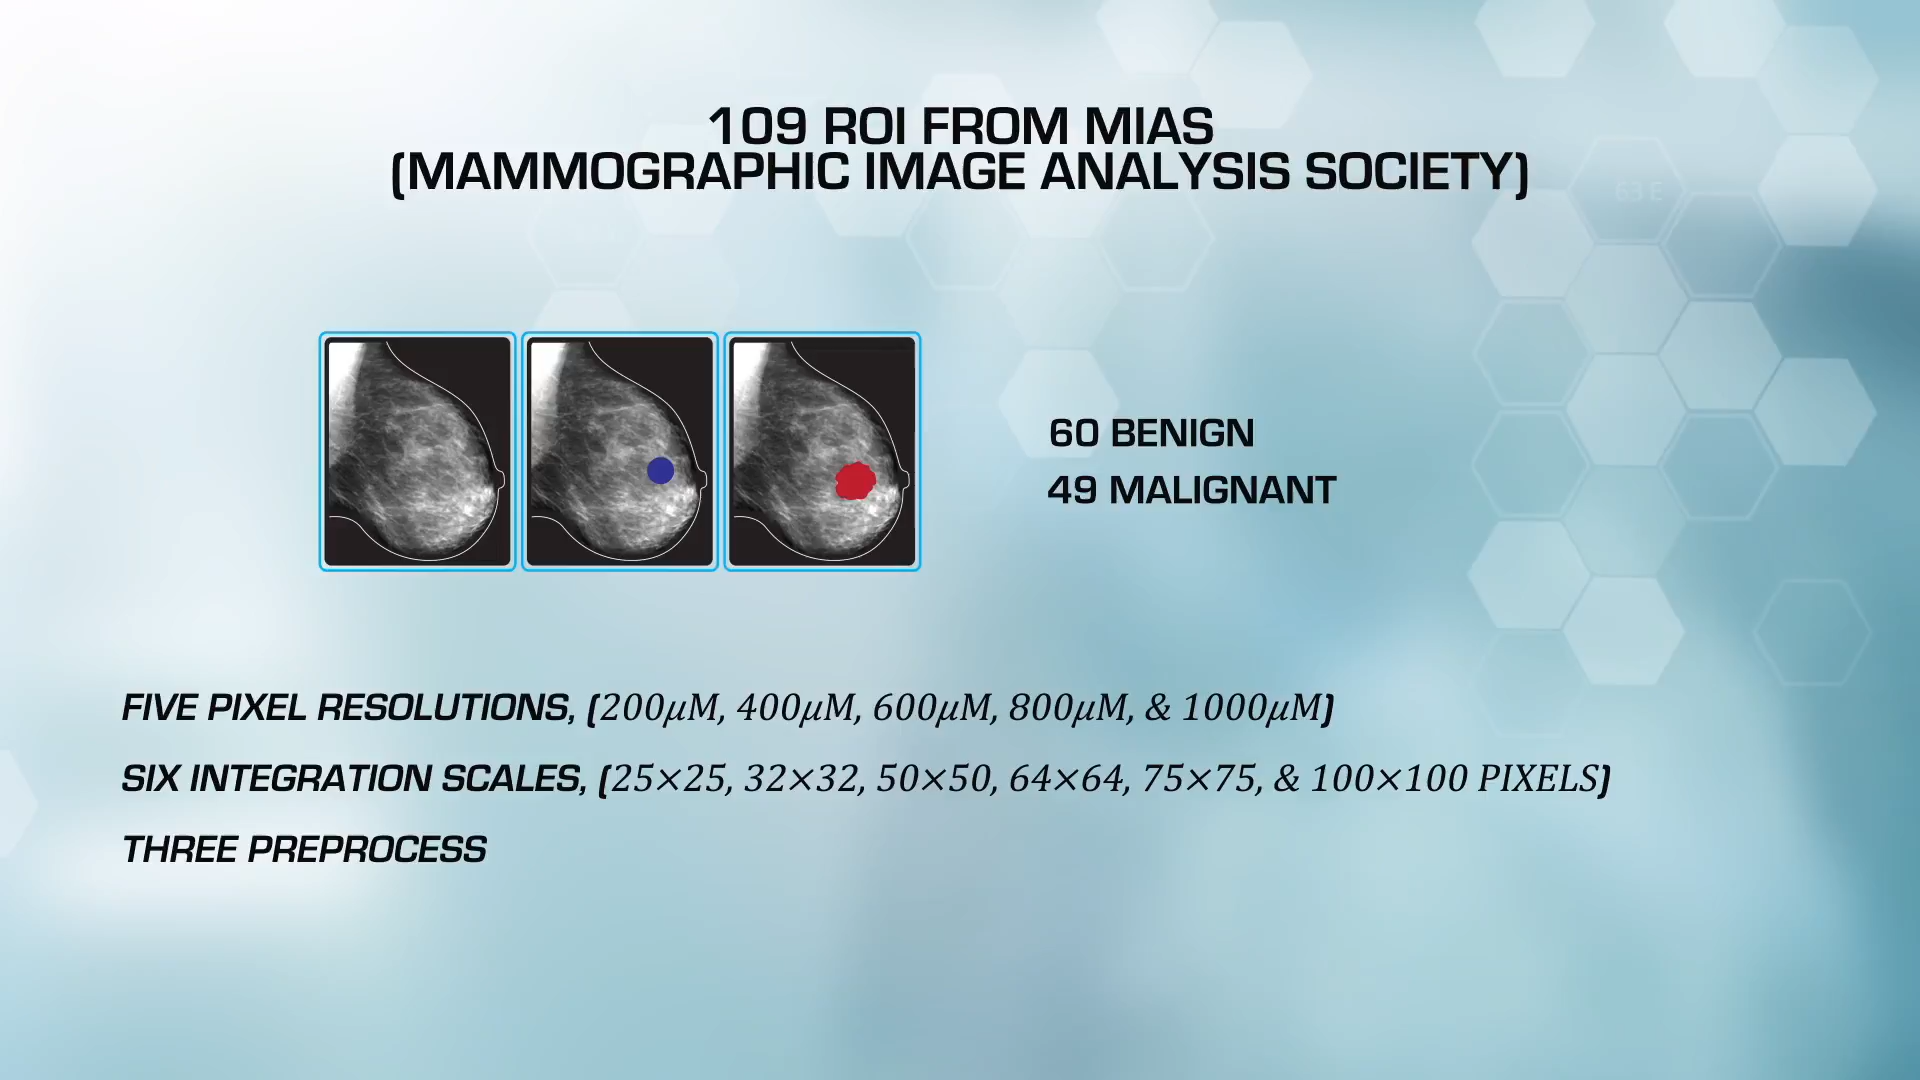 109 ROI FROM MIAS
(MAMMOGRAPHIC IMAGE ANALYSIS SOCIETY)
60 BENIGN
49 MALIGNANT
FIVE PIXEL RESOLUTIONS, (200μM, 400μM, 600μM, 800μM, & 1000μM)
SIX INTEGRATION SCALES, (25×25, 32×32, 50×50, 64×64, 75×75, & 100×100 PIXELS)
THREE PREPROCESS